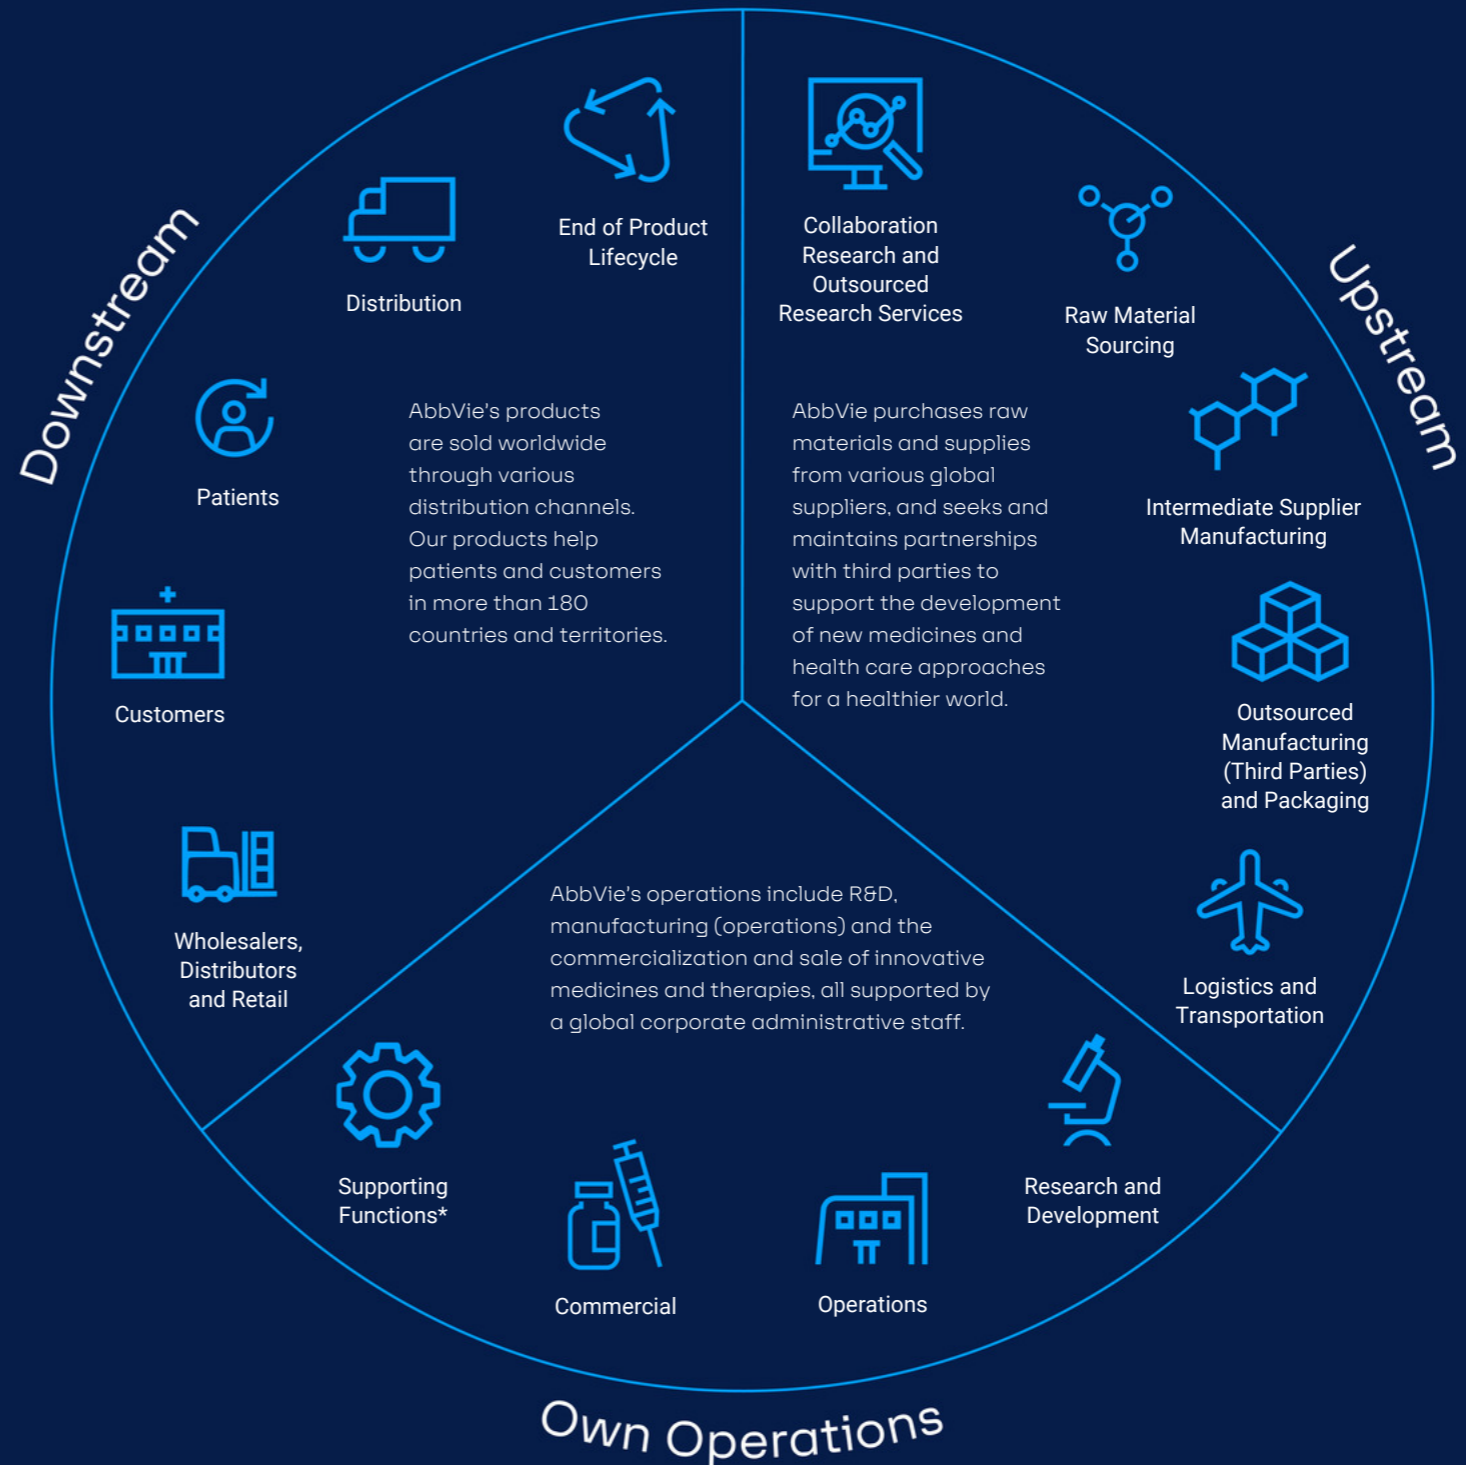 Downstream
End of Product
Lifecycle
Distribution
Patients
Customers
Wholesalers,
Distributors
and Retail
AbbVie's products
are sold worldwide
through various
distribution channels.
Our products help
patients and customers
in more than 180
countries and territories.
Upstream
Collaboration
Research and
Outsourced
Research Services
Raw Material
Sourcing
Intermediate Supplier
Manufacturing
Outsourced
Manufacturing
(Third Parties)
and Packaging
Logistics and
Transportation
AbbVie purchases raw
materials and supplies
from various global
suppliers, and seeks and
maintains partnerships
with third parties to
support the development
of new medicines and
health care approaches
for a healthier world.
AbbVie's operations include R&D,
manufacturing (operations) and the
commercialization and sale of innovative
medicines and therapies, all supported by
a global corporate administrative staff.
Supporting
Functions*
Commercial
Operations
Research and
Development
Own Operations